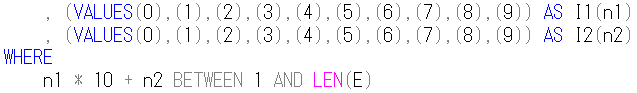 , (VALUES(0),(1),(2),(3),(4),(5),(6),(7),(8),(9)) AS I1(n1)
, (VALUES(0),(1),(2),(3),(4),(5),(6),(7),(8),(9)) AS I2(n2)
WHERE
n1 * 10 + n2 BETWEEN 1 AND LEN(E)